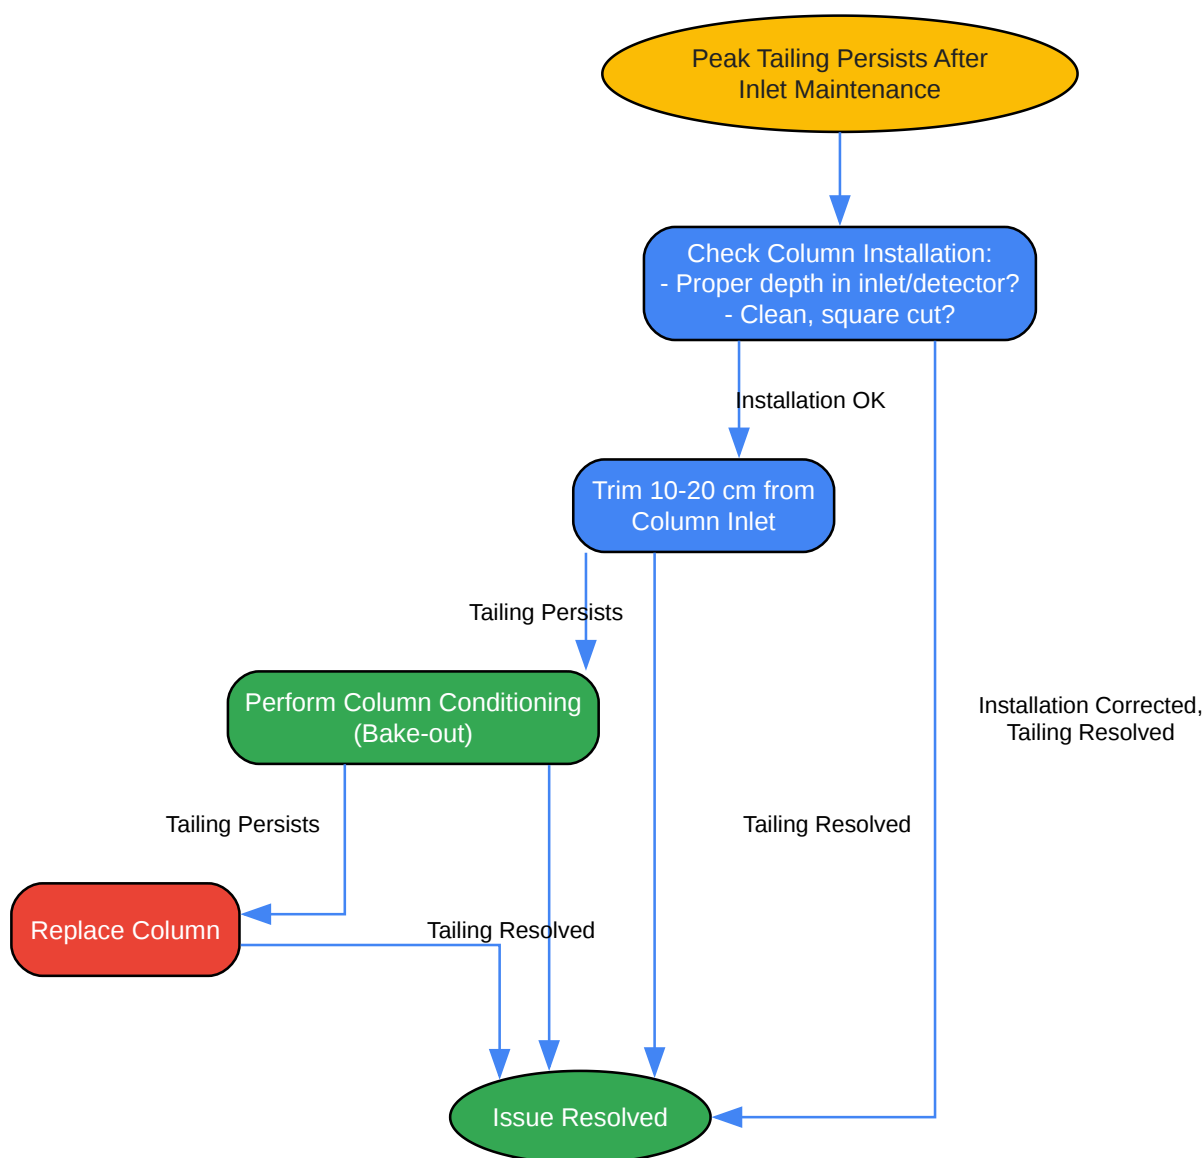 Peak Tailing Persists After
Inlet Maintenance
Check Column Installation:
- Proper depth in inlet/detector?
- Clean, square cut?
Installation OK
Trim 10-20 cm from
Column Inlet
Tailing Persists
Perform Column Conditioning
(Bake-out)
Installation Corrected,
Tailing Resolved
Tailing Persists
Tailing Resolved
Replace Column
Tailing Resolved
Issue Resolved